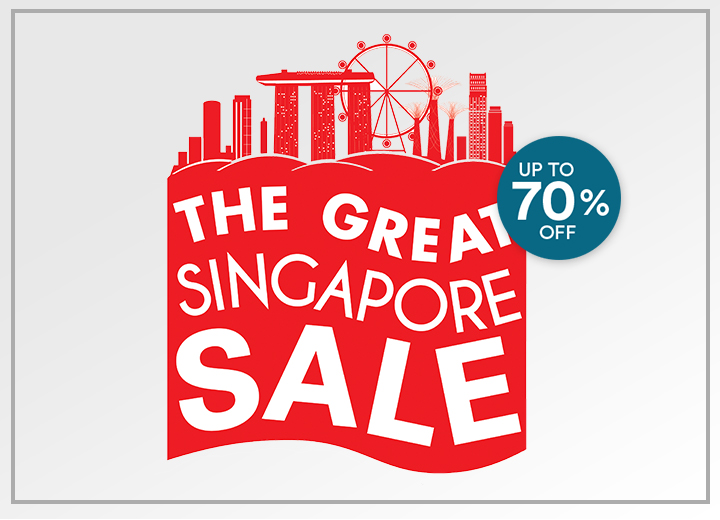 THE GREAT
SINGAPORE
SALE
UP TO
70%
OFF